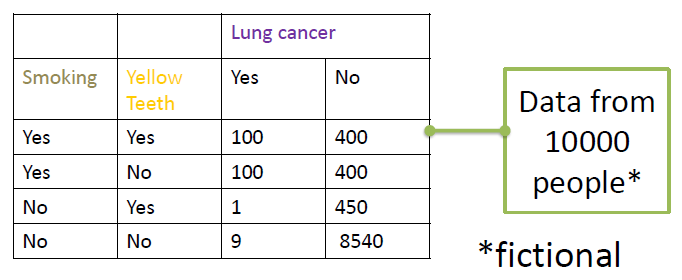 Lung cancer
Smoking Yellow Teeth Yes No
Yes Yes 100 400
Yes No 100 400
No Yes 1 450
No No 9 8540
Data from
10000
people*
*fictional